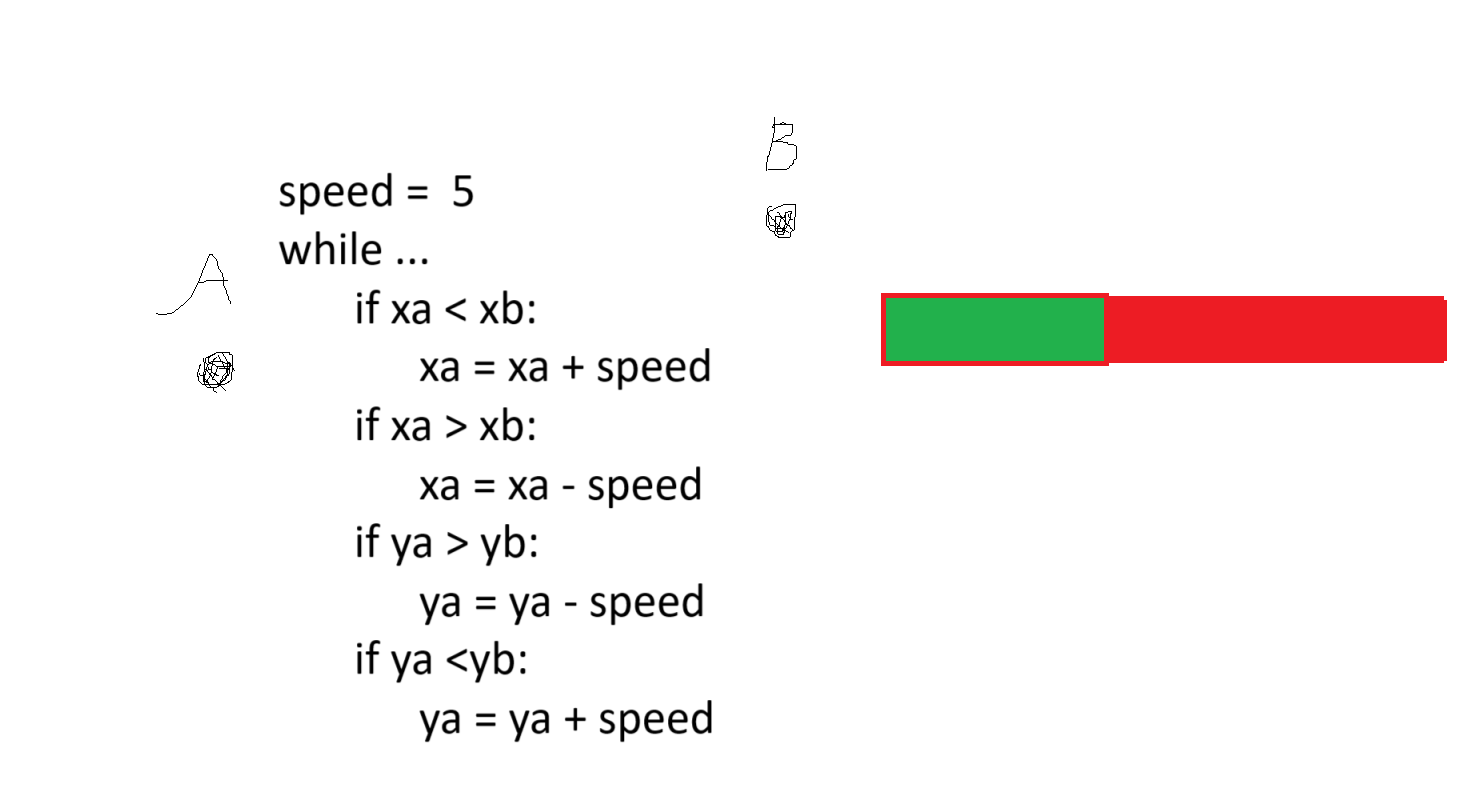 B
speed =  5
while ...
A
if xa < xb:
xa = xa + speed
if xa > xb:
xa = xa - speed
if ya > yb:
ya = ya - speed
if ya <yb:
ya = ya + speed